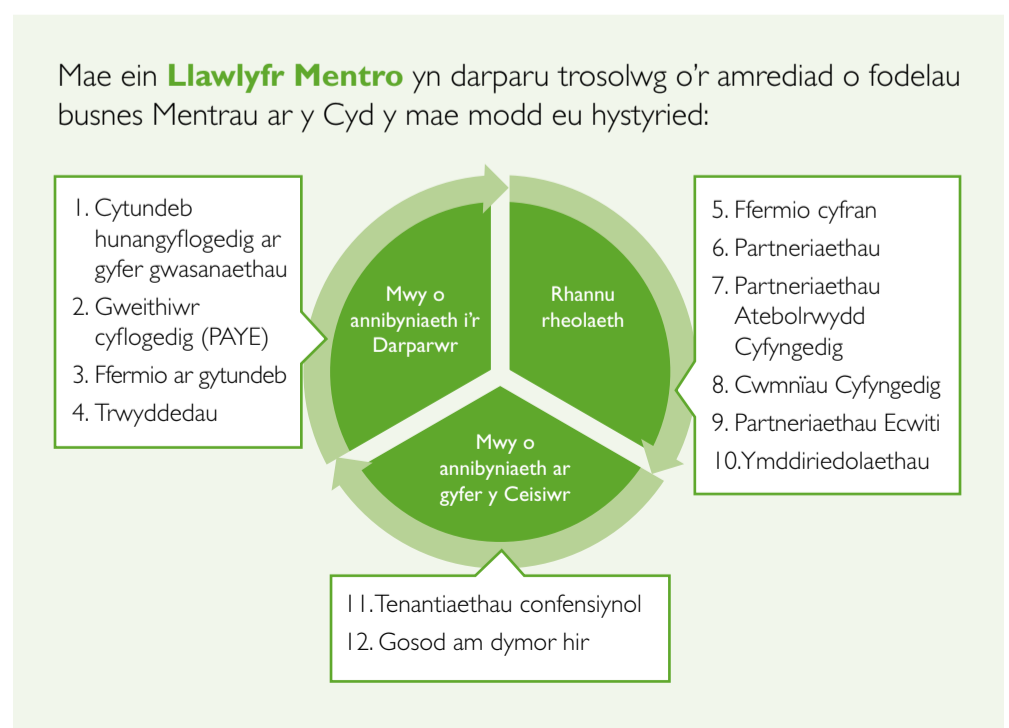 Mae ein Llawlyfr Mentro yn darparu trosolwg o'r amrediad o fodelau
busnes Mentrau ar y Cyd y mae modd eu hystyried:
1. Cytundeb
hunangyflogedig ar
gyfer gwasanaethau
2. Gweithiwr
cyflogedig (PAYE)
3. Ffermio ar gytundeb
4. Trwyddedau
Mwy o
annibyniaeth i'r
Darparwr
Rhannu
rheolaeth
5. Ffermio cyfran
6. Partneriaethau
7. Partneriaethau
Atebolrwydd
Cyfyngedig
8. Cwmnïau Cyfyngedig
9. Partneriaethau Ecwiti
10.Ymddiriedolaethau
Mwy o
annibyniaeth ar
gyfer y Ceisiwr
11.Tenantiaethau confensiynol
12. Gosod am dymor hir